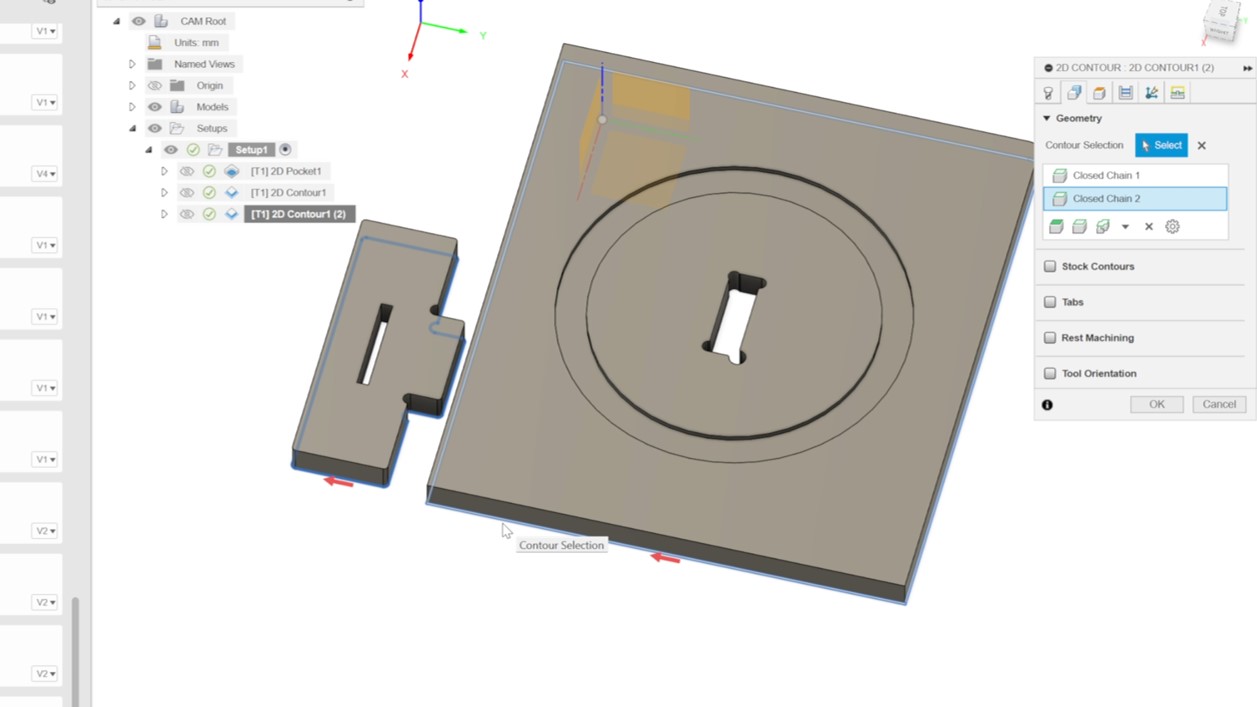 V1
V1
V4
V1
V1
V1
V1
V2
V2
V2
CAM Root
Units: mm
Named Views
Origin
Models
Setups
Setup1
[T1] 2D Pocket1
[T1] 2D Contour1
[T1] 2D Contour1 (2)
X
Y
Contour Selection
2D CONTOUR : 2D CONTOUR1 (2)
Geometry
Contour Selection
Select
Closed Chain 1
Closed Chain 2
Stock Contours
Tabs
Rest Machining
Tool Orientation
OK
Cancel